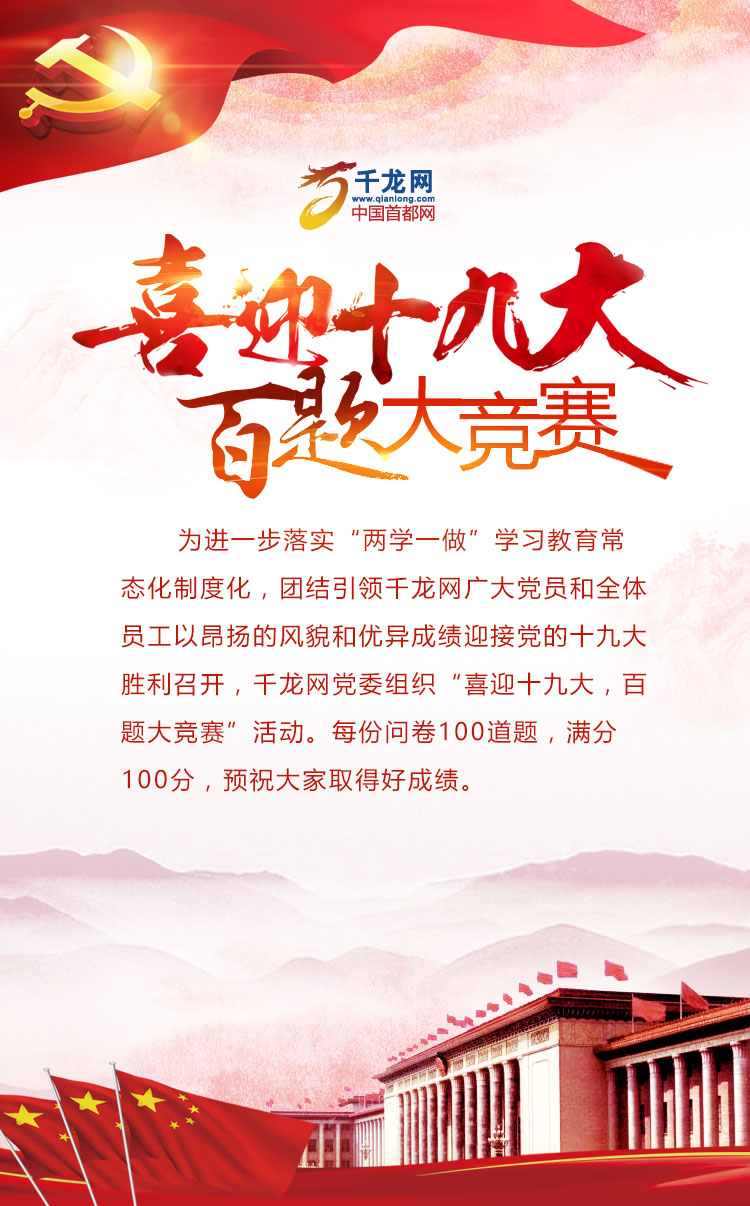 千龙网
www.qianlong.com
中国首都网
喜迎十九大
百题大竞赛
为进一步落实“两学一做”学习教育常
态化制度化，团结引领千龙网广大党员和全体
员工以昂扬的风貌和优异成绩迎接党的十九大
胜利召开，千龙网党委组织“喜迎十九大，百
题大竞赛”活动。每份问卷100道题，满分
100分，预祝大家取得好成绩。